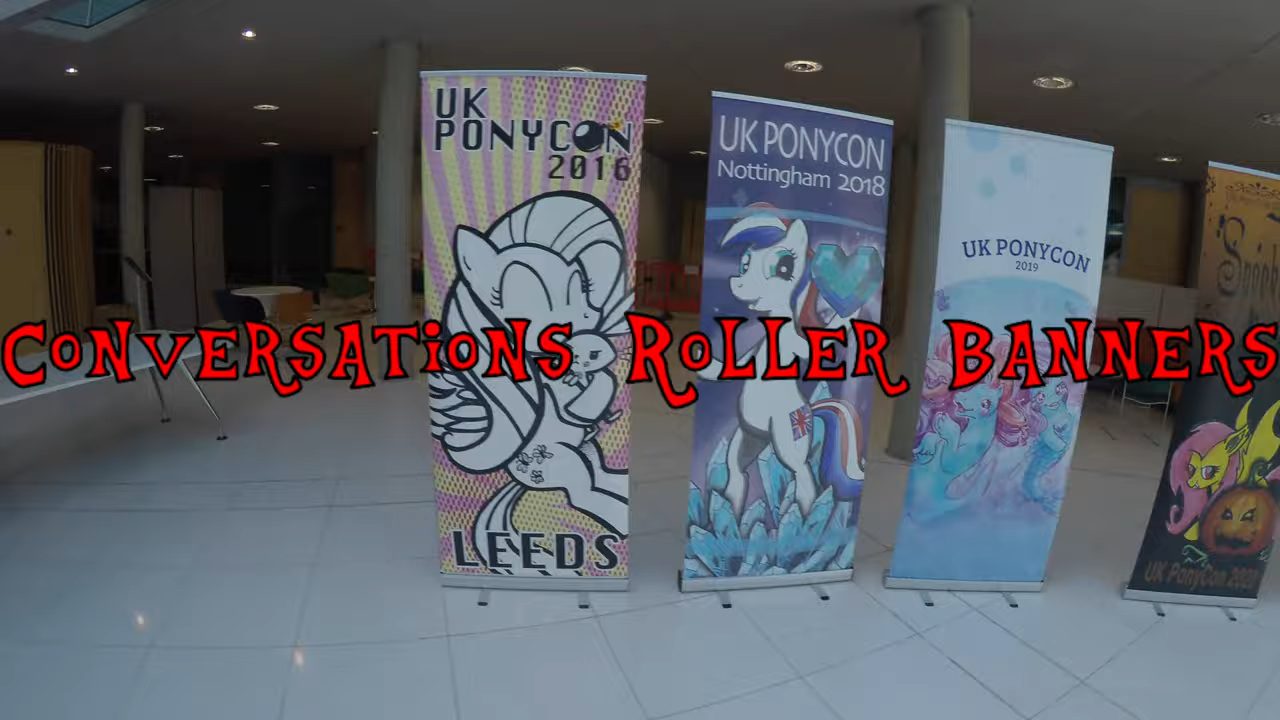 UK
PONYCON
2016
LEEDS
UK PONYCON
Nottingham 2018
UK PONYCON
2019
UK PonyCon
Conversations Roller Banners